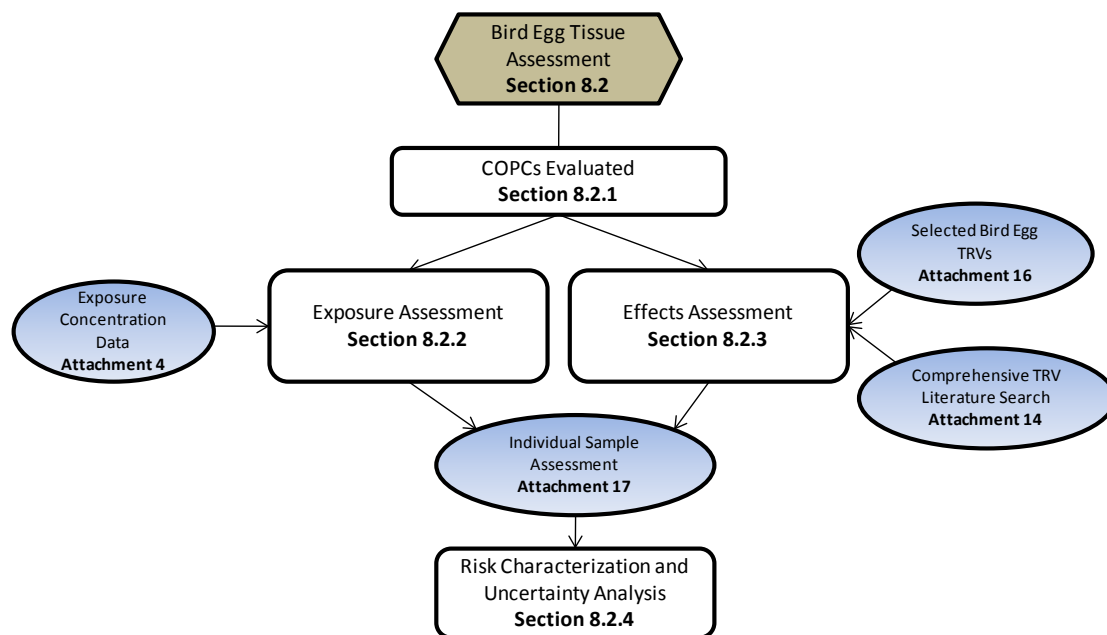 Bird Egg Tissue
Assessment
Section 8.2
COPCs Evaluated
Section 8.2.1
Selected Bird Egg
TRVs
Attachment 16
Exposure
Concentration
Data
Attachment 4
Exposure Assessment
Section 8.2.2
Effects Assessment
Section 8.2.3
Comprehensive TRV
Literature Search
Attachment 14
Individual Sample
Assessment
Attachment 17
Risk Characterization and
Uncertainty Analysis
Section 8.2.4